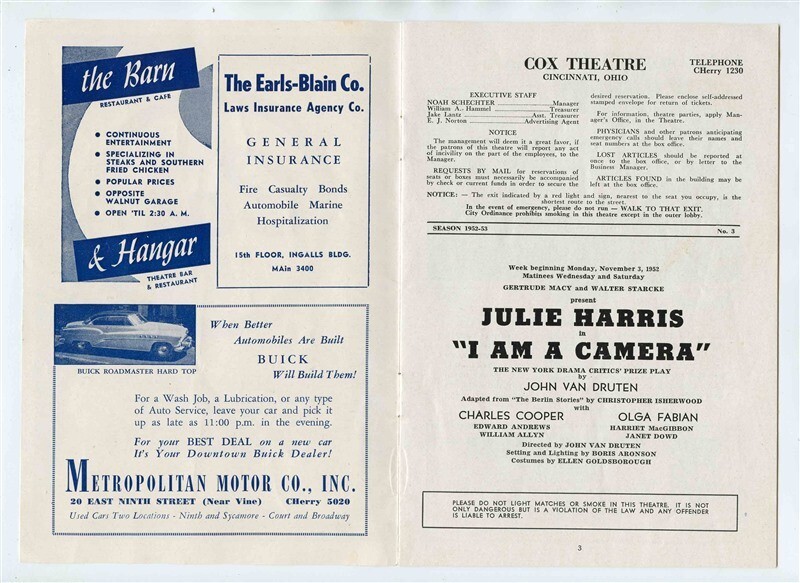 the Barn
RESTAURANT & CAFE
● CONTINUOUS
ENTERTAINMENT
● SPECIALIZING IN
STEAKS AND SOUTHERN
FRIED CHICKEN
● POPULAR PRICES
● OPPOSITE
WALNUT GARAGE
● OPEN 'TIL 2:30 A. M.
& Hangar
THEATRE BAR
& RESTAURANT
The Earls-Blain Co.
Laws Insurance Agency Co.
GENERAL
INSURANCE
Fire Casualty Bonds
Automobile Marine
Hospitalization
15th FLOOR, INGALLS BLDG.
MAin 3400
BUICK ROADMASTER HARD TOP
When Better
Automobiles Are Built
BUICK
Will Build Them!
For a Wash Job, a Lubrication, or any type
of Auto Service, leave your car and pick it
up as late as 11:00 p.m. in the evening.
For your BEST DEAL on a new car
It's Your Downtown Buick Dealer!
METROPOLITAN MOTOR CO., INC.
20 EAST NINTH STREET (Near Vine) CHerry 5020
Used Cars Two Locations - Ninth and Sycamore - Court and Broadway
COX THEATRE
CINCINNATI, OHIO
TELEPHONE
CHerry 1230
EXECUTIVE STAFF
NOAH SCHECHTER Manager
William A.. Hammel Treasurer
Jake Lantz Asst. Treasurer
E. J. Norton Advertising Agent
NOTICE
The management will deem it a great favor, if
the patrons of this theatre will report any act
of incivility on the part of the employees, to the
Manager.
REQUESTS BY MAIL for reservations of
seats or boxes must necessarily be accompanied
by check or current funds in order to secure the
desired reservation. Please enclose self-addressed
stamped envelope for return of tickets.
For information, theatre parties, apply Man-
ager's Office, in the Theatre.
PHYSICIANS and other patrons anticipating
emergency calls should leave their names and
seat numbers at the box office.
LOST ARTICLES should be reported at
once to the box office, or by letter to the
Business Manager.
ARTICLES FOUND in the building may be
left at the box office.
NOTICE: — The exit indicated by a red light and sign, nearest to the seat you occupy, is the
shortest route to the street.
In the event of emergency, please do not run — WALK TO THAT EXIT.
City Ordinance prohibits smoking in this theatre except in the outer lobby.
SEASON 1952-53 No. 3
Week beginning Monday, November 3, 1952
Matinees Wednesday and Saturday
GERTRUDE MACY and WALTER STARCKE
present
JULIE HARRIS
in
"I AM A CAMERA"
THE NEW YORK DRAMA CRITICS' PRIZE PLAY
by
JOHN VAN DRUTEN
Adapted from "The Berlin Stories" by CHRISTOPHER ISHERWOOD
with
CHARLES COOPER OLGA FABIAN
EDWARD ANDREWS HARRIET MacGIBBON
WILLIAM ALLYN JANET DOWD
Directed by JOHN VAN DRUTEN
Setting and Lighting by BORIS ARONSON
Costumes by ELLEN GOLDSBOROUGH
PLEASE DO NOT LIGHT MATCHES OR SMOKE IN THIS THEATRE. IT IS NOT
ONLY DANGEROUS BUT IS A VIOLATION OF THE LAW AND ANY OFFENDER
IS LIABLE TO ARREST.
3